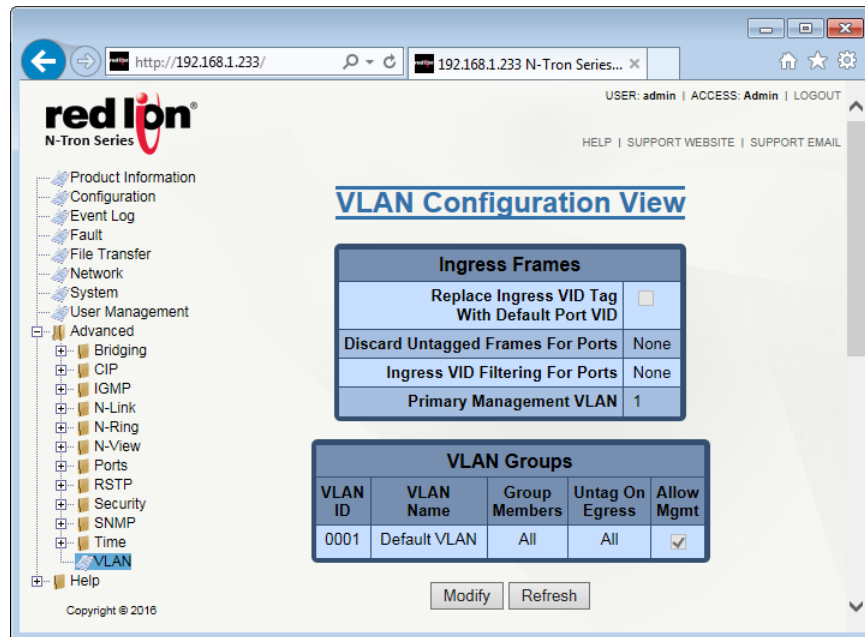 http://192.168.1.233/
192.168.1.233 N-Tron Series...
red lion®
N-Tron Series
USER: admin | ACCESS: Admin | LOGOUT
HELP | SUPPORT WEBSITE | SUPPORT EMAIL
Product Information
Configuration
Event Log
Fault
File Transfer
Network
System
User Management
Advanced
Bridging
CIP
IGMP
N-Link
N-Ring
N-View
Ports
RSTP
Security
SNMP
Time
VLAN
Help
Copyright © 2016
VLAN Configuration View
Ingress Frames
Replace Ingress VID Tag
With Default Port VID
Discard Untagged Frames For Ports None
Ingress VID Filtering For Ports None
Primary Management VLAN 1
VLAN Groups
VLAN ID VLAN Name Group Members Untag On Egress Allow Mgmt
0001 Default VLAN All All
Modify Refresh